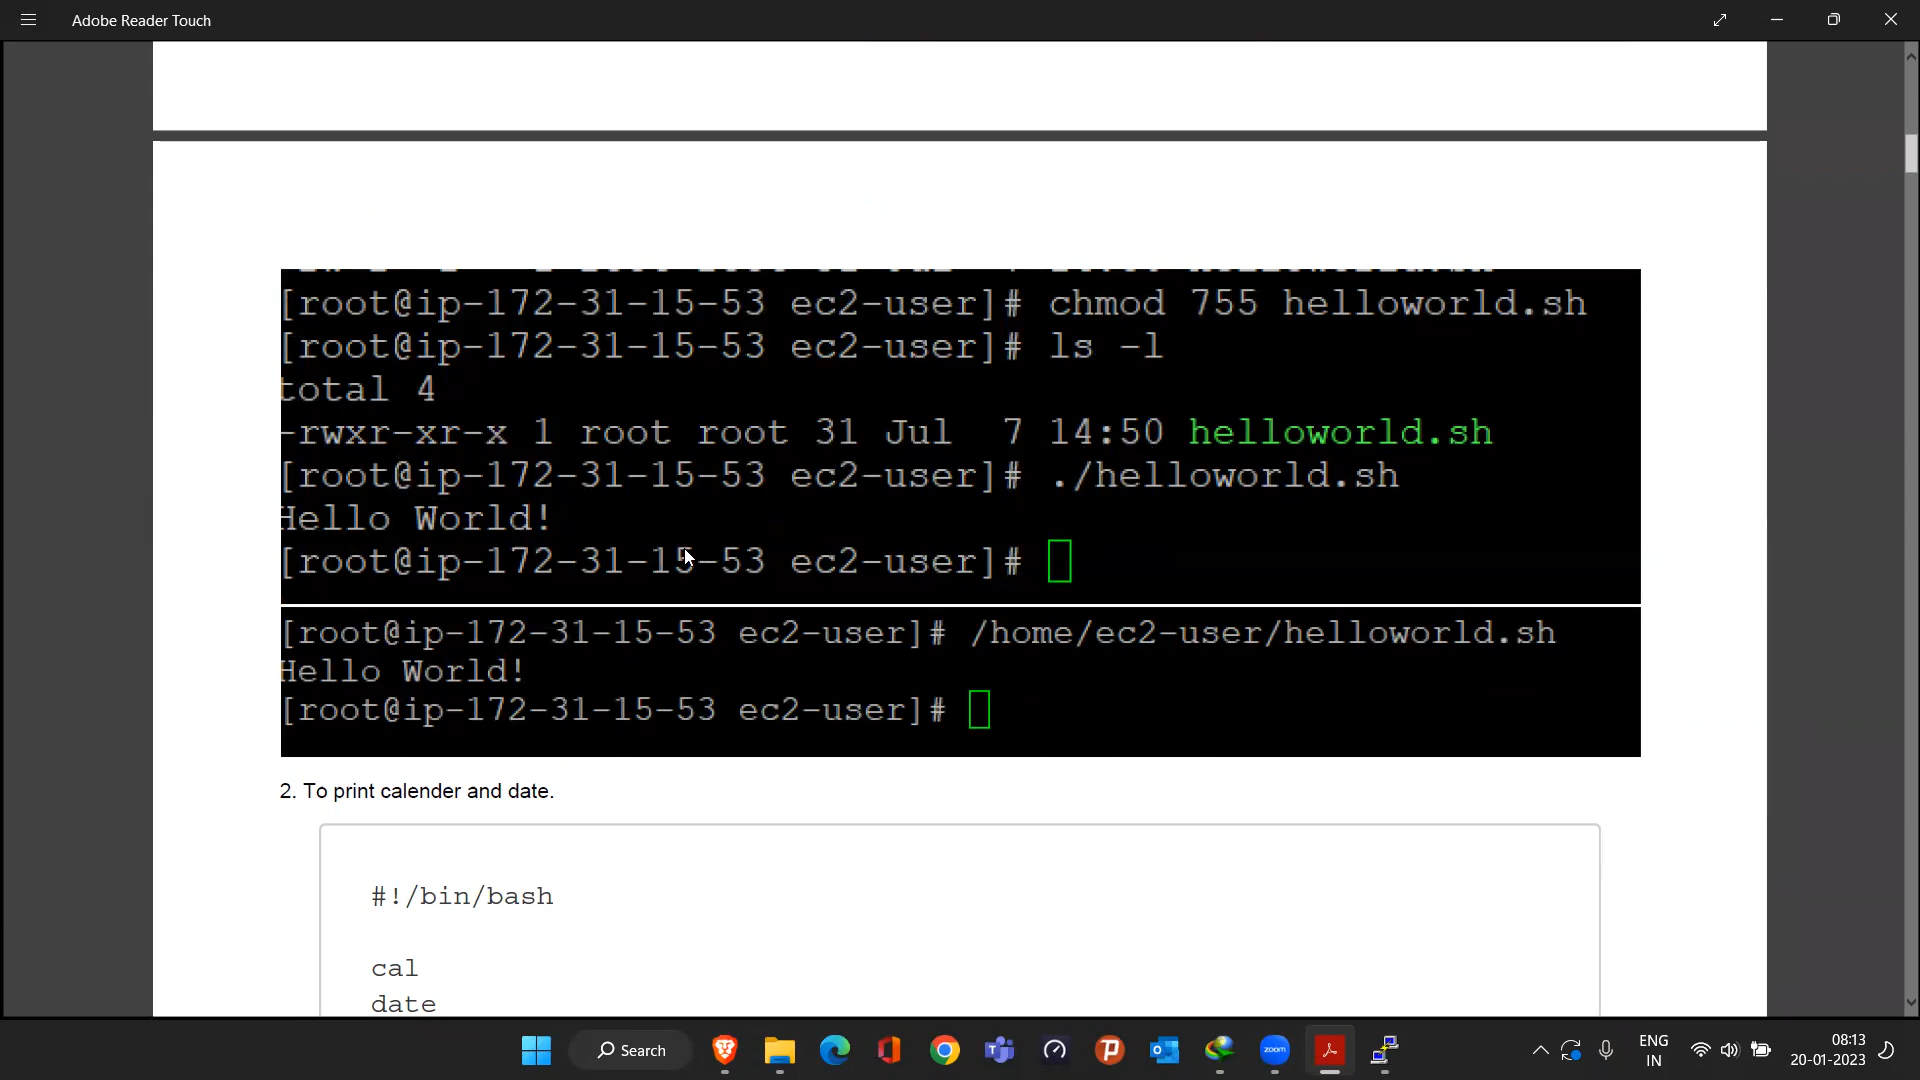 Adobe Reader Touch
[root@ip-172-31-15-53 ec2-user]# chmod 755 helloworld.sh
[root@ip-172-31-15-53 ec2-user]# ls -l
total 4
-rwxr-xr-x 1 root root 31 Jul  7 14:50 helloworld.sh
[root@ip-172-31-15-53 ec2-user]# ./helloworld.sh
Hello World!
[root@ip-172-31-15-53 ec2-user]#
[root@ip-172-31-15-53 ec2-user]# /home/ec2-user/helloworld.sh
Hello World!
[root@ip-172-31-15-53 ec2-user]#
2. To print calender and date.
#!/bin/bash
cal
date
Search
zoom
ENG
IN
08:13
20-01-2023